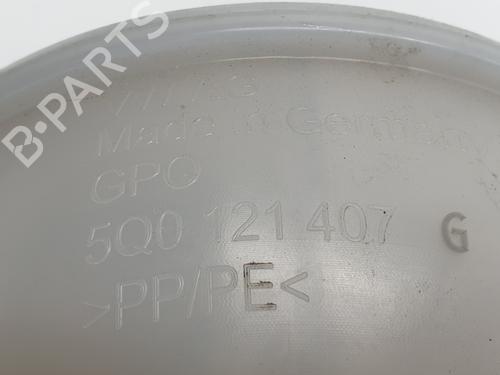 B-PARTS
Made in Germany
GPO
5Q0 121 407 G
>PP/PE<